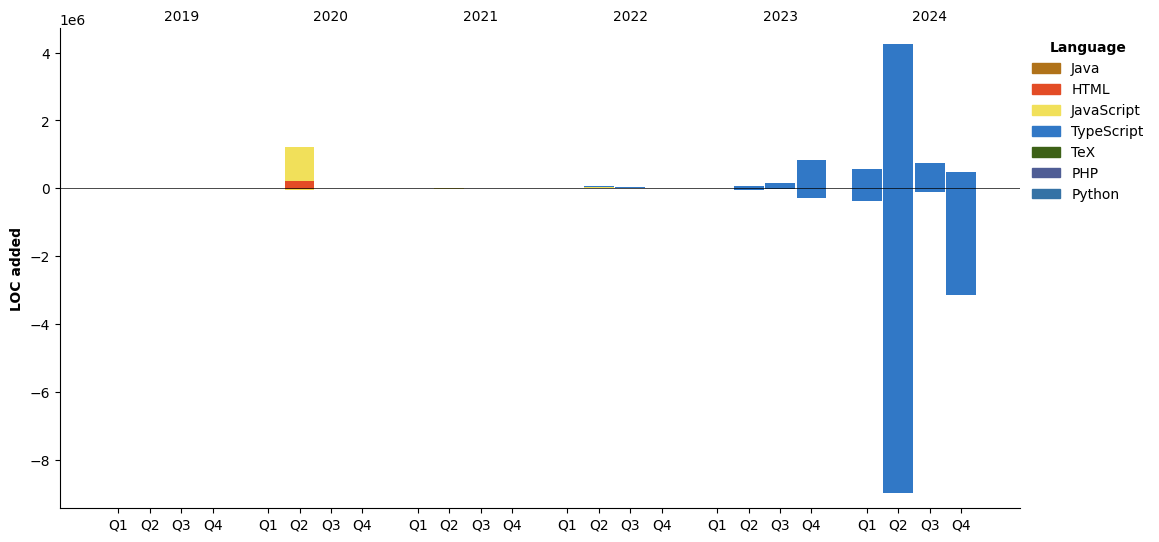 1e6
2019 2020 2021 2022 2023 2024
Language
Java
HTML
JavaScript
TypeScript
TeX
PHP
Python
LOC added
4
2
0
−2
−4
−6
−8
Q1 Q2 Q3 Q4 Q1 Q2 Q3 Q4 Q1 Q2 Q3 Q4 Q1 Q2 Q3 Q4 Q1 Q2 Q3 Q4 Q1 Q2 Q3 Q4